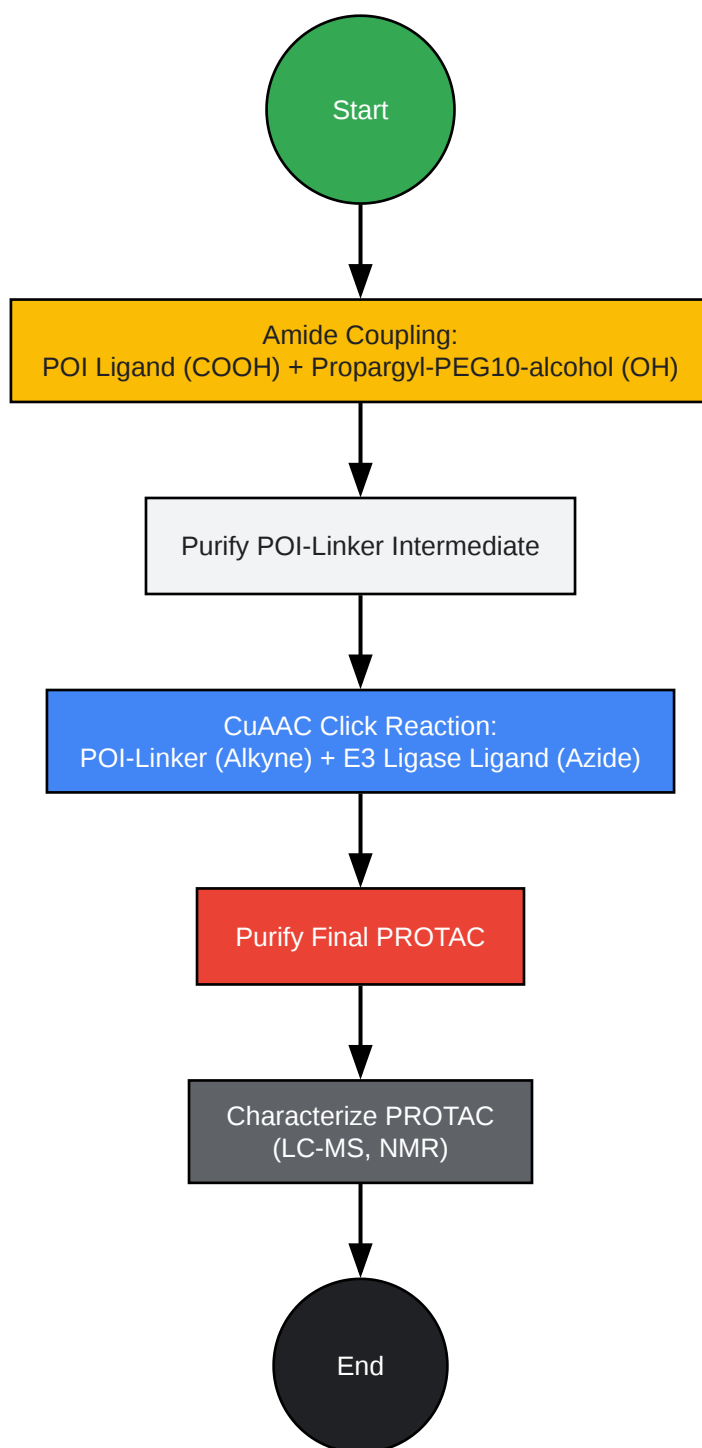 Start
Amide Coupling:
POI Ligand (COOH) + Propargyl-PEG10-alcohol (OH)
Purify POI-Linker Intermediate
CuAAC Click Reaction:
POI-Linker (Alkyne) + E3 Ligase Ligand (Azide)
Purify Final PROTAC
Characterize PROTAC
(LC-MS, NMR)
End